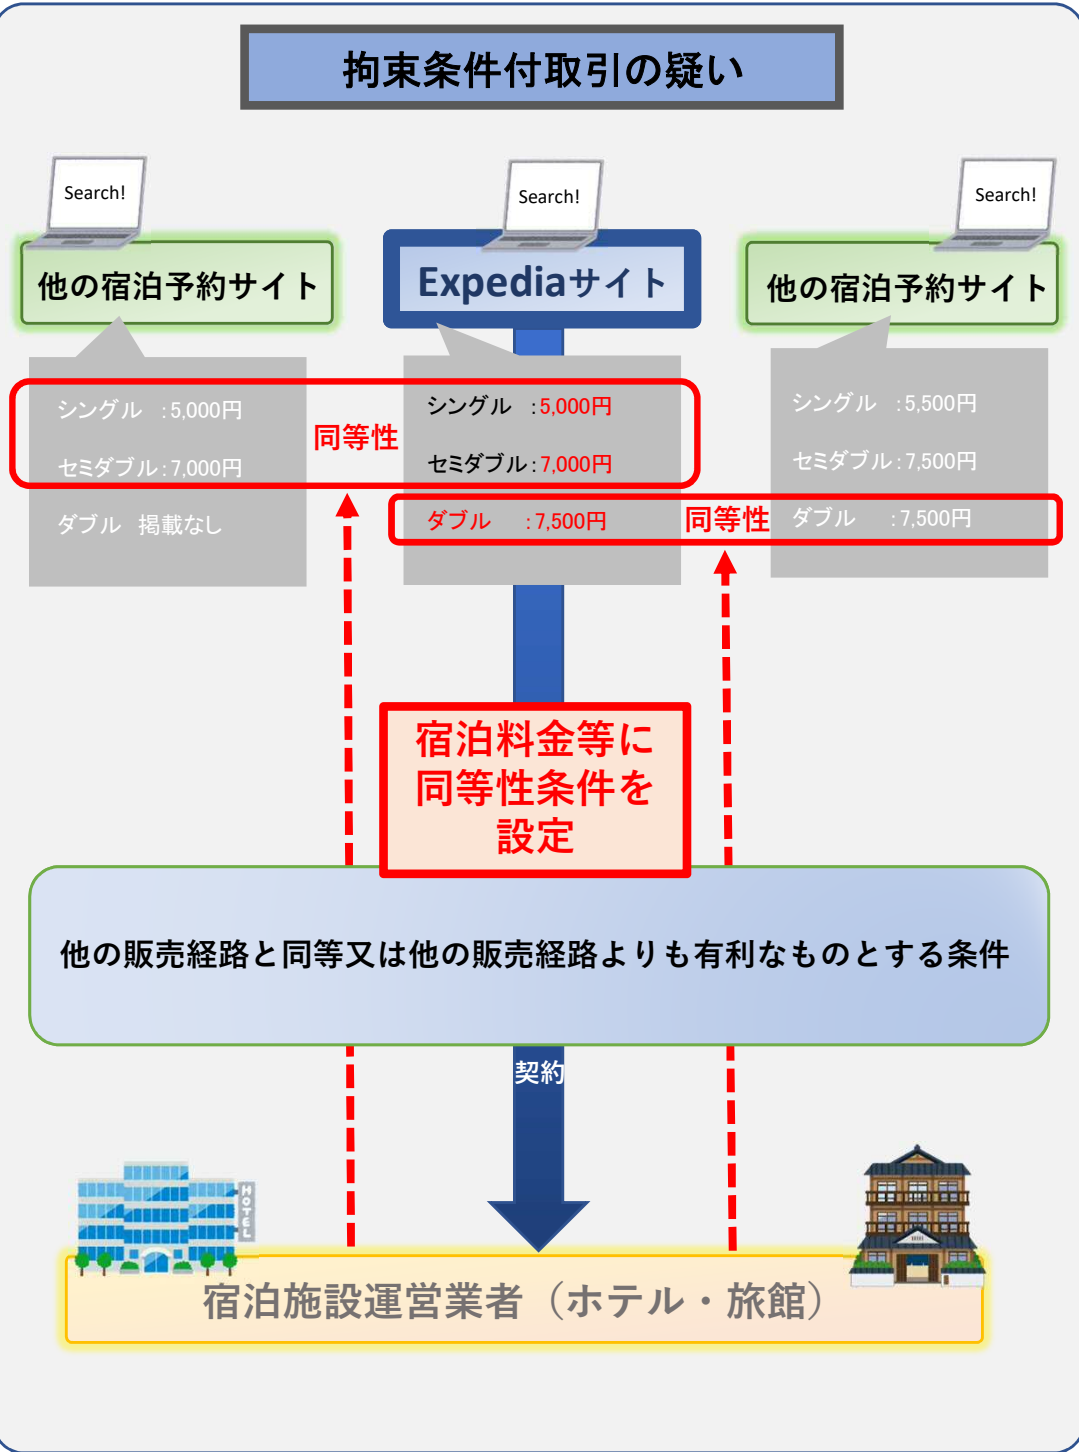 拘束条件付取引の疑い
Search!
Search!
Search!
他の宿泊予約サイト
Expediaサイト
他の宿泊予約サイト
シングル :5,000円
セミダブル:7,000円
ダブル 掲載なし
同等性
シングル :5,000円
セミダブル:7,000円
ダブル :7,500円
同等性
シングル :5,500円
セミダブル:7,500円
ダブル :7,500円
宿泊料金等に
同等性条件を
設定
他の販売経路と同等又は他の販売経路よりも有利なものとする条件
契約
HOTEL
宿泊施設運営業者（ホテル・旅館）